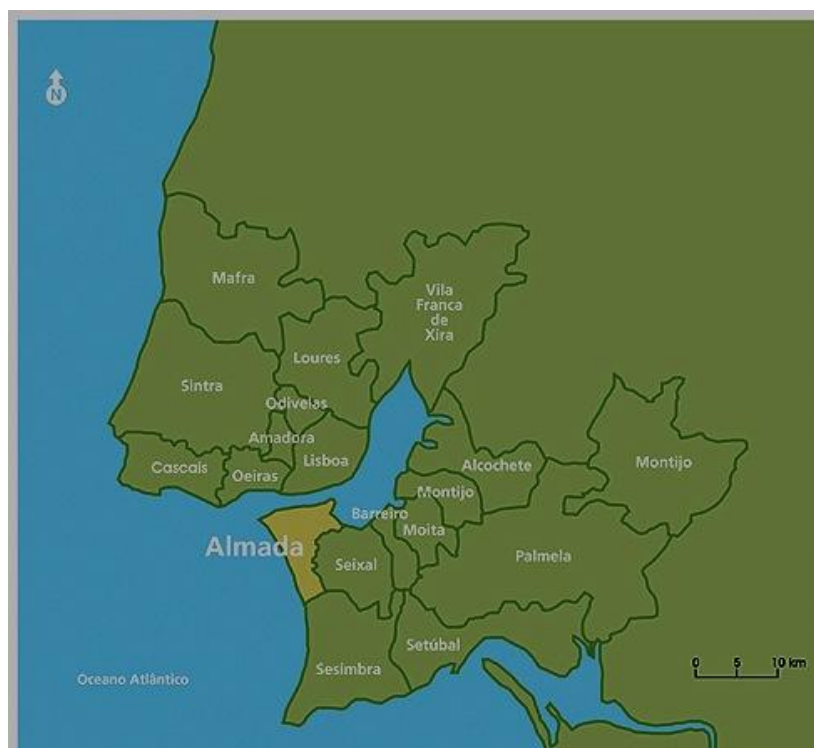 N
Mafra
Vila
Franca
de
Xira
Loures
Sintra
Odivelas
Amadora
Lisboa
Cascais
Oeiras
Alcochete
Montijo
Montijo
Barreiro
Moita
Almada
Seixal
Palmela
Setúbal
Sesimbra
Oceano Atlântico
0 5 10 km